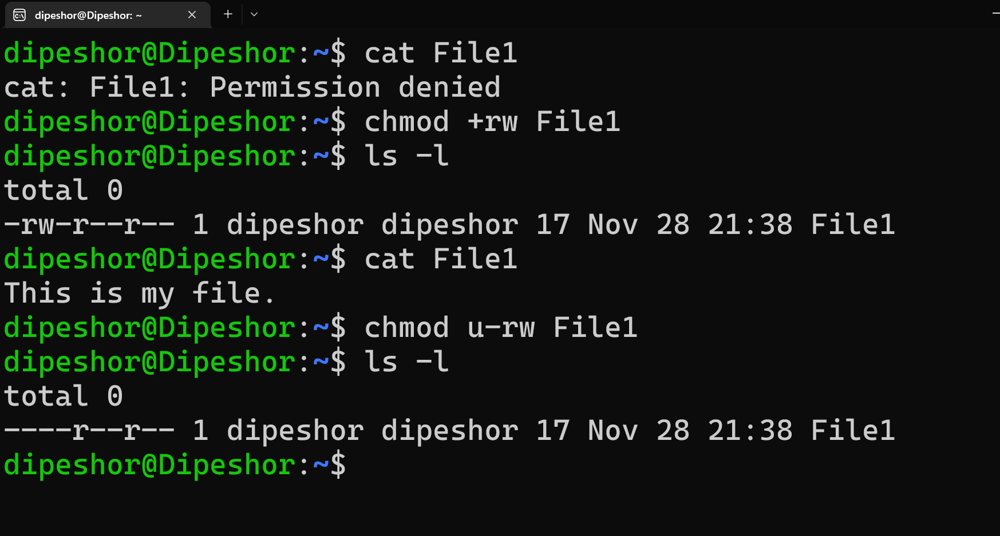 dipeshor@Dipeshor: ~
dipeshor@Dipeshor:~$ cat File1
cat: File1: Permission denied
dipeshor@Dipeshor:~$ chmod +rw File1
dipeshor@Dipeshor:~$ ls -l
total 0
-rw-r--r-- 1 dipeshor dipeshor 17 Nov 28 21:38 File1
dipeshor@Dipeshor:~$ cat File1
This is my file.
dipeshor@Dipeshor:~$ chmod u-rw File1
dipeshor@Dipeshor:~$ ls -l
total 0
----r--r-- 1 dipeshor dipeshor 17 Nov 28 21:38 File1
dipeshor@Dipeshor:~$